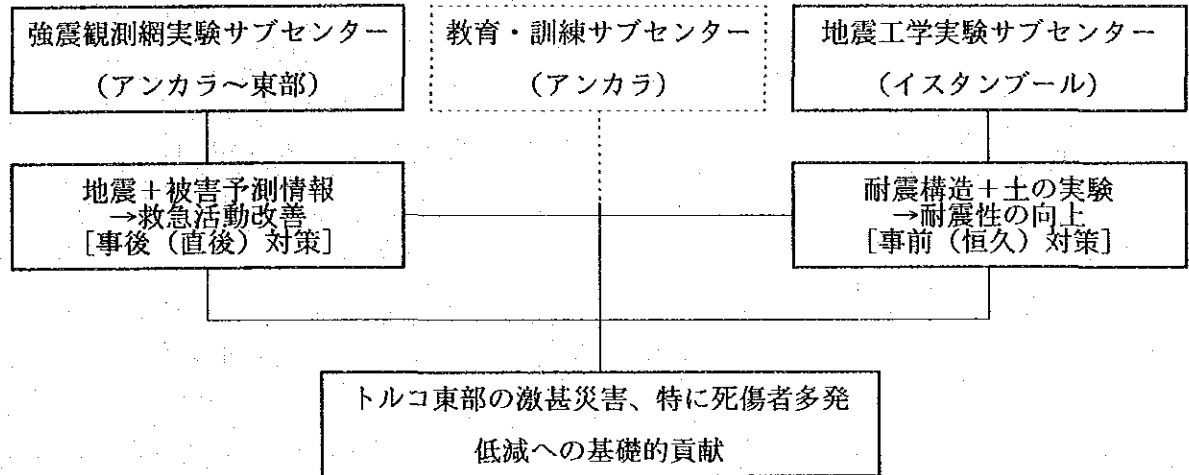 強震観測網実験サブセンター
(アンカラ～東部)
教育・訓練サブセンター
(アンカラ)
地震工学実験サブセンター
(イスタンブール)
地震＋被害予測情報
→救急活動改善
[事後（直後）対策]
耐震構造＋土の実験
→耐震性の向上
[事前（恒久）対策]
トルコ東部の激甚災害、特に死傷者多発
低減への基礎的貢献